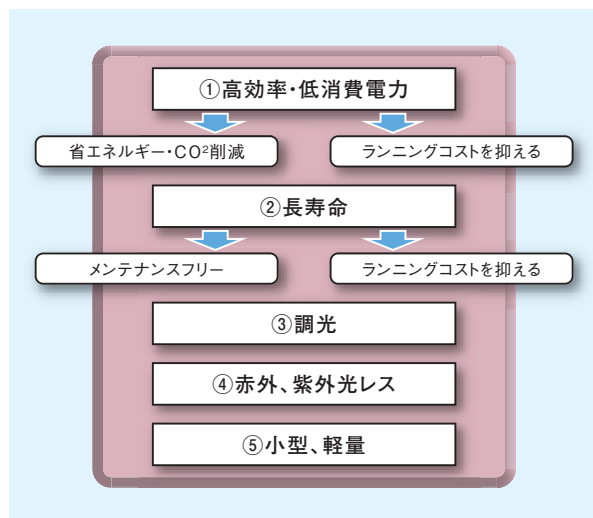 ①高効率・低消費電力
省エネルギー・CO²削減
ランニングコストを抑える
②長寿命
メンテナンスフリー
ランニングコストを抑える
③調光
④赤外、紫外光レス
⑤小型、軽量